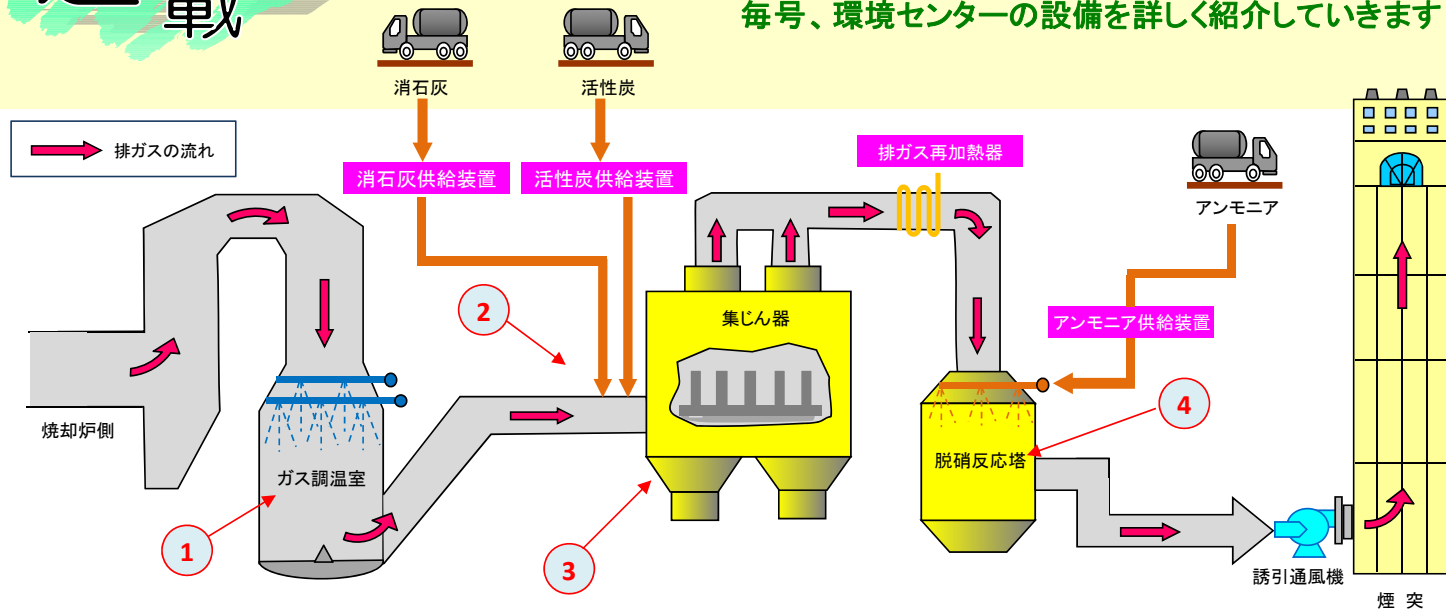 載
毎号、環境センターの設備を詳しく紹介していきます
消石灰
活性炭
排ガスの流れ
消石灰供給装置
活性炭供給装置
排ガス再加熱器
アンモニア
アンモニア供給装置
2
集じん器
焼却炉側
ガス調温室
脱硝反応塔
4
1
3
誘引通風機
煙 突